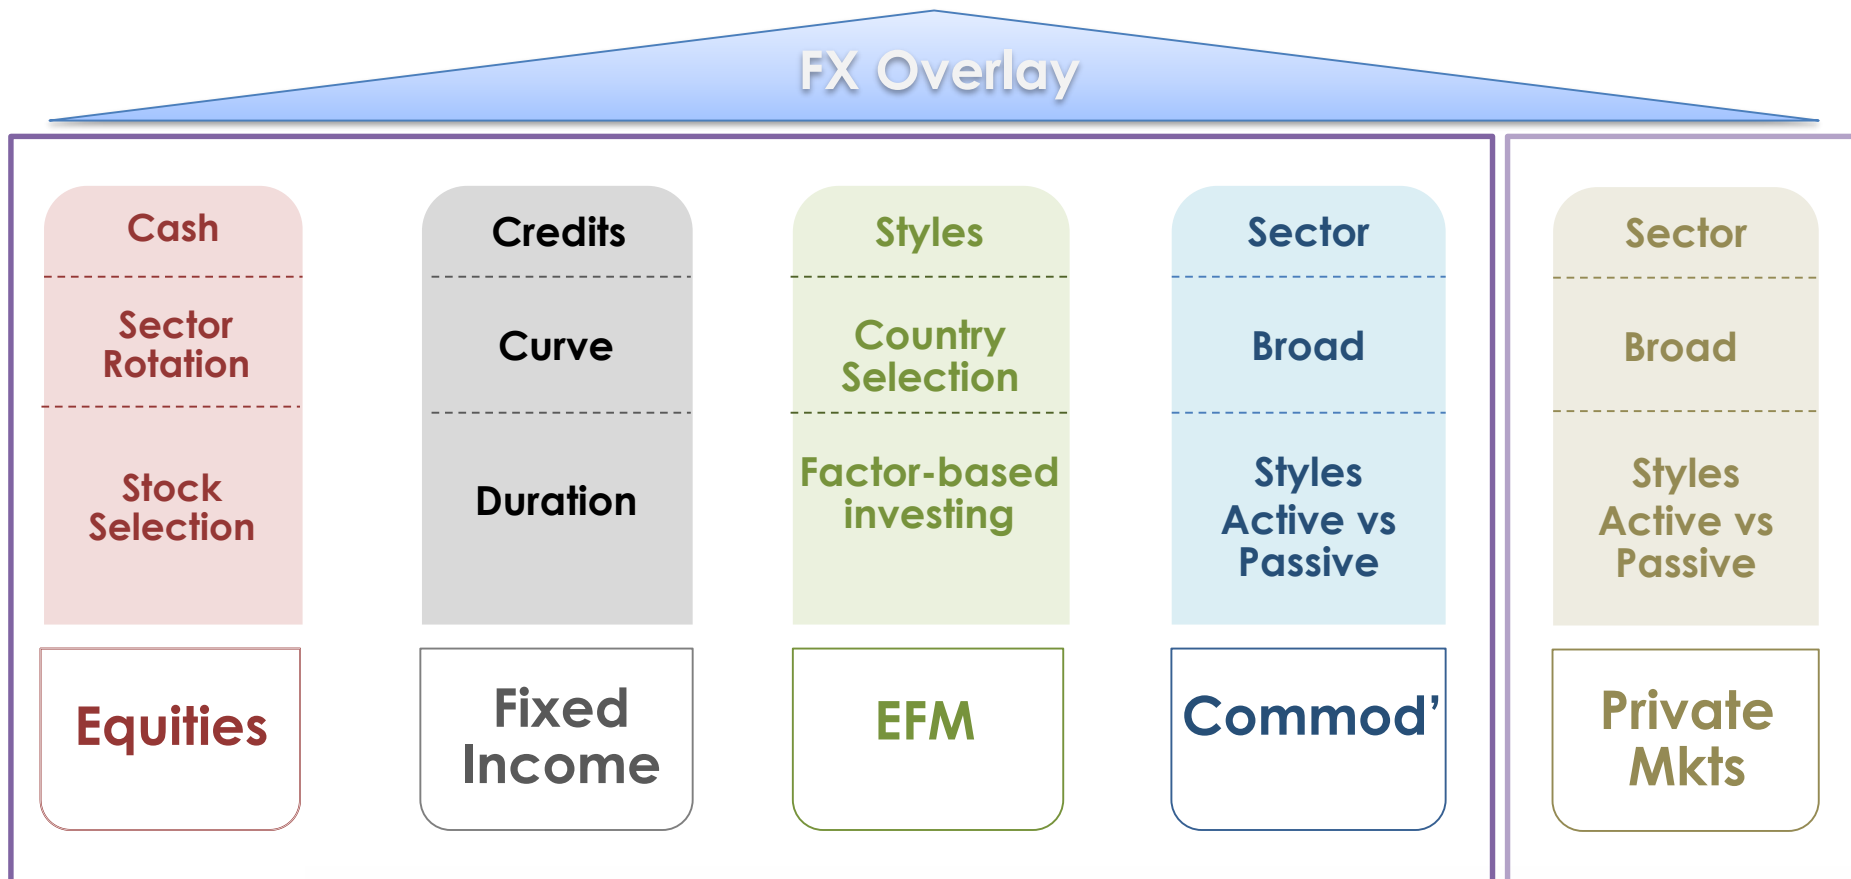 FX Overlay
Cash
Sector
Rotation
Stock
Selection
Equities
Credits
Curve
Duration
Fixed
Income
Styles
Country
Selection
Factor-based
investing
EFM
Sector
Broad
Styles
Active vs
Passive
Commod’
Sector
Broad
Styles
Active vs
Passive
Private
Mkts